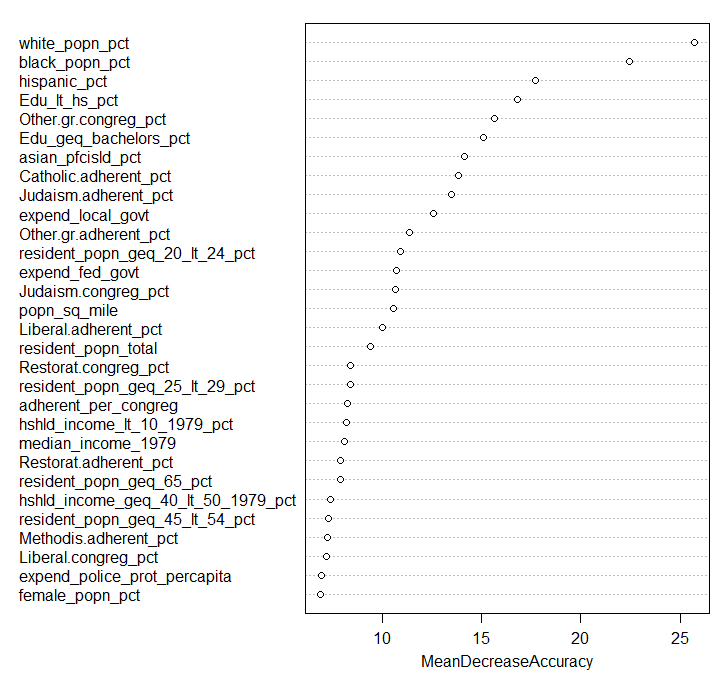 white_popn_pct
black_popn_pct
hispanic_pct
Edu_lt_hs_pct
Other.gr.congreg_pct
Edu_geq_bachelors_pct
asian_pfcisld_pct
Catholic.adherent_pct
Judaism.adherent_pct
expend_local_govt
Other.gr.adherent_pct
resident_popn_geq_20_lt_24_pct
expend_fed_govt
Judaism.congreg_pct
popn_sq_mile
Liberal.adherent_pct
resident_popn_total
Restorat.congreg_pct
resident_popn_geq_25_lt_29_pct
adherent_per_congreg
hshld_income_lt_10_1979_pct
median_income_1979
Restorat.adherent_pct
resident_popn_geq_65_pct
hshld_income_geq_40_lt_50_1979_pct
resident_popn_geq_45_lt_54_pct
Methodis.adherent_pct
Liberal.congreg_pct
expend_police_prot_percapita
female_popn_pct
10 15 20 25
MeanDecreaseAccuracy